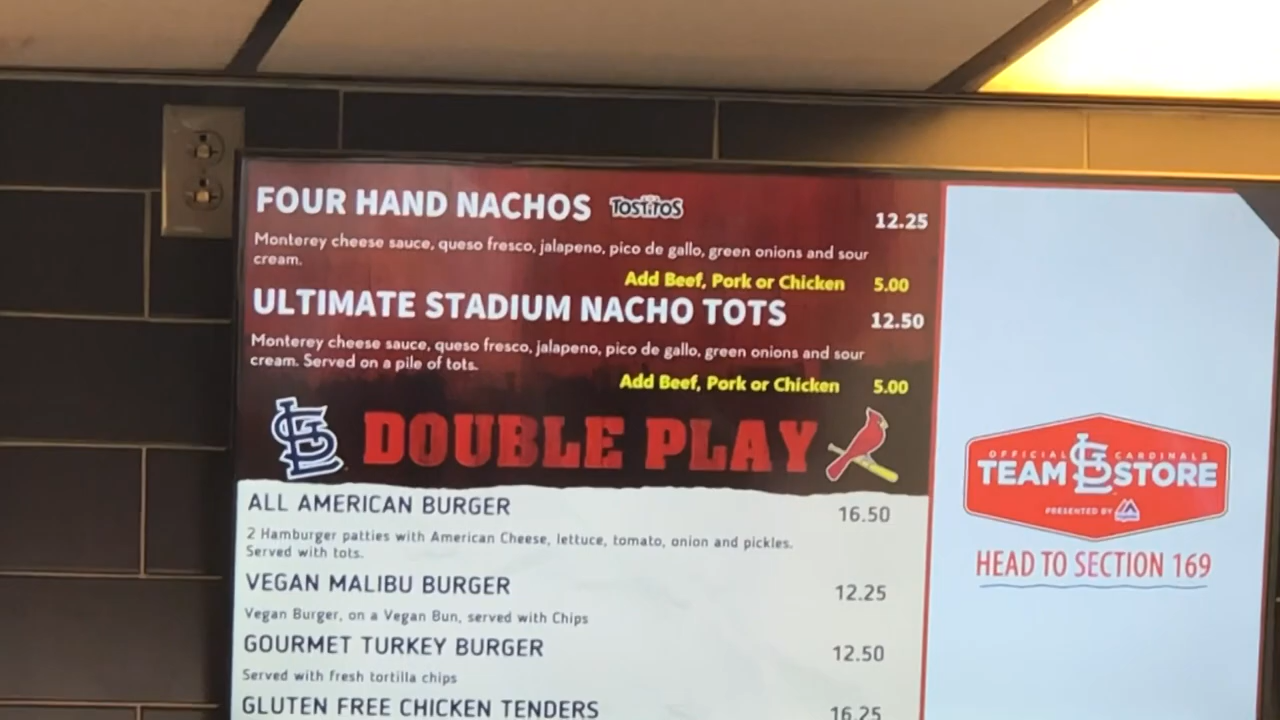 FOUR HAND NACHOS TOSTITOS 12.25
Monterey cheese sauce, queso fresco, jalapeno, pico de gallo, green onions and sour
cream.
Add Beef, Pork or Chicken 5.00
ULTIMATE STADIUM NACHO TOTS 12.50
Monterey cheese sauce, queso fresco, jalapeno, pico de gallo, green onions and sour
cream. Served on a pile of tots.
Add Beef, Pork or Chicken 5.00
STL DOUBLE PLAY
ALL AMERICAN BURGER 16.50
2 Hamburger patties with American Cheese, lettuce, tomato, onion and pickles.
Served with tots.
VEGAN MALIBU BURGER 12.25
Vegan Burger, on a Vegan Bun, served with Chips
GOURMET TURKEY BURGER 12.50
Served with fresh tortilla chips
GLUTEN FREE CHICKEN TENDERS 16.25
OFFICIAL CARDINALS
TEAM STL STORE
PRESENTED BY
HEAD TO SECTION 169